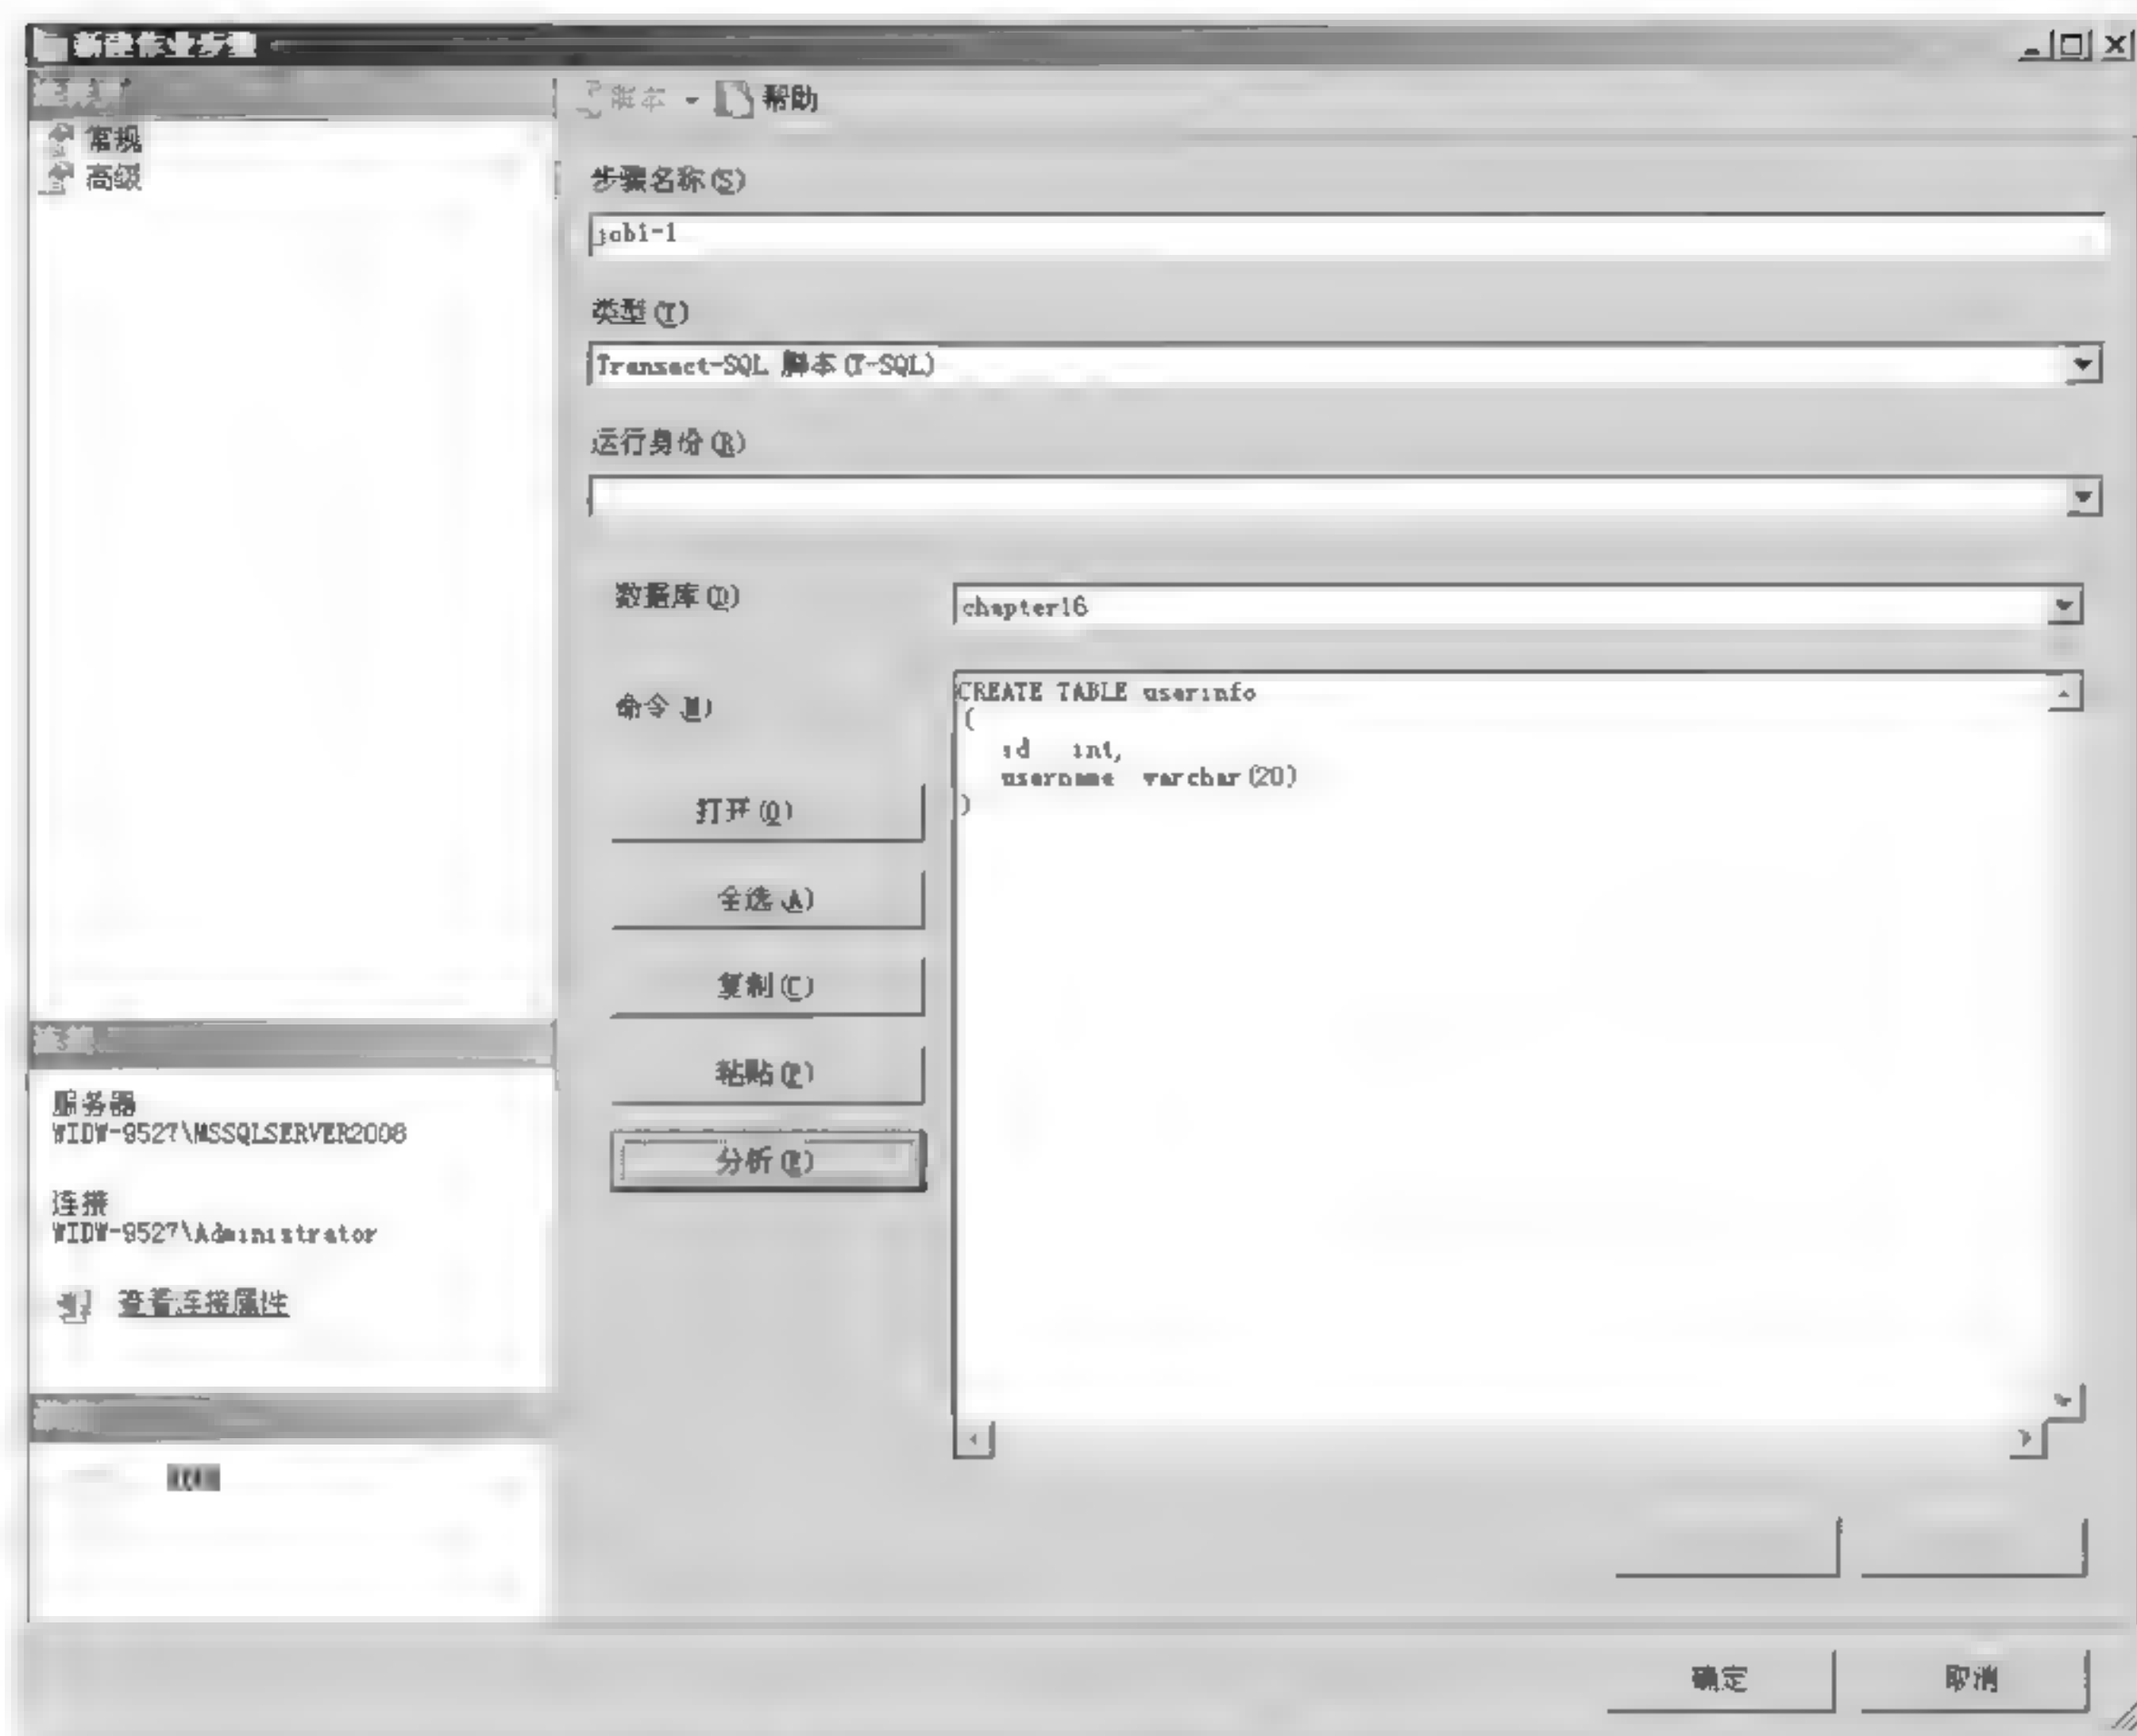 新建作业步骤
脚本 帮助
常规
高级
步骤名称(S)
job1-1
类型(T)
Transact-SQL 脚本(T-SQL)
运行身份(R)
数据库(D)
chapter16
命令(M)
CREATE TABLE userinfo
(
id int,
username varchar(20)
)
打开(O)
全选(A)
复制(C)
粘贴(P)
分析(P)
连接
服务器
WIDW-9527\MSSQLSERVER2008
连接
WIDW-9527\Administrator
查看连接属性
确定
取消